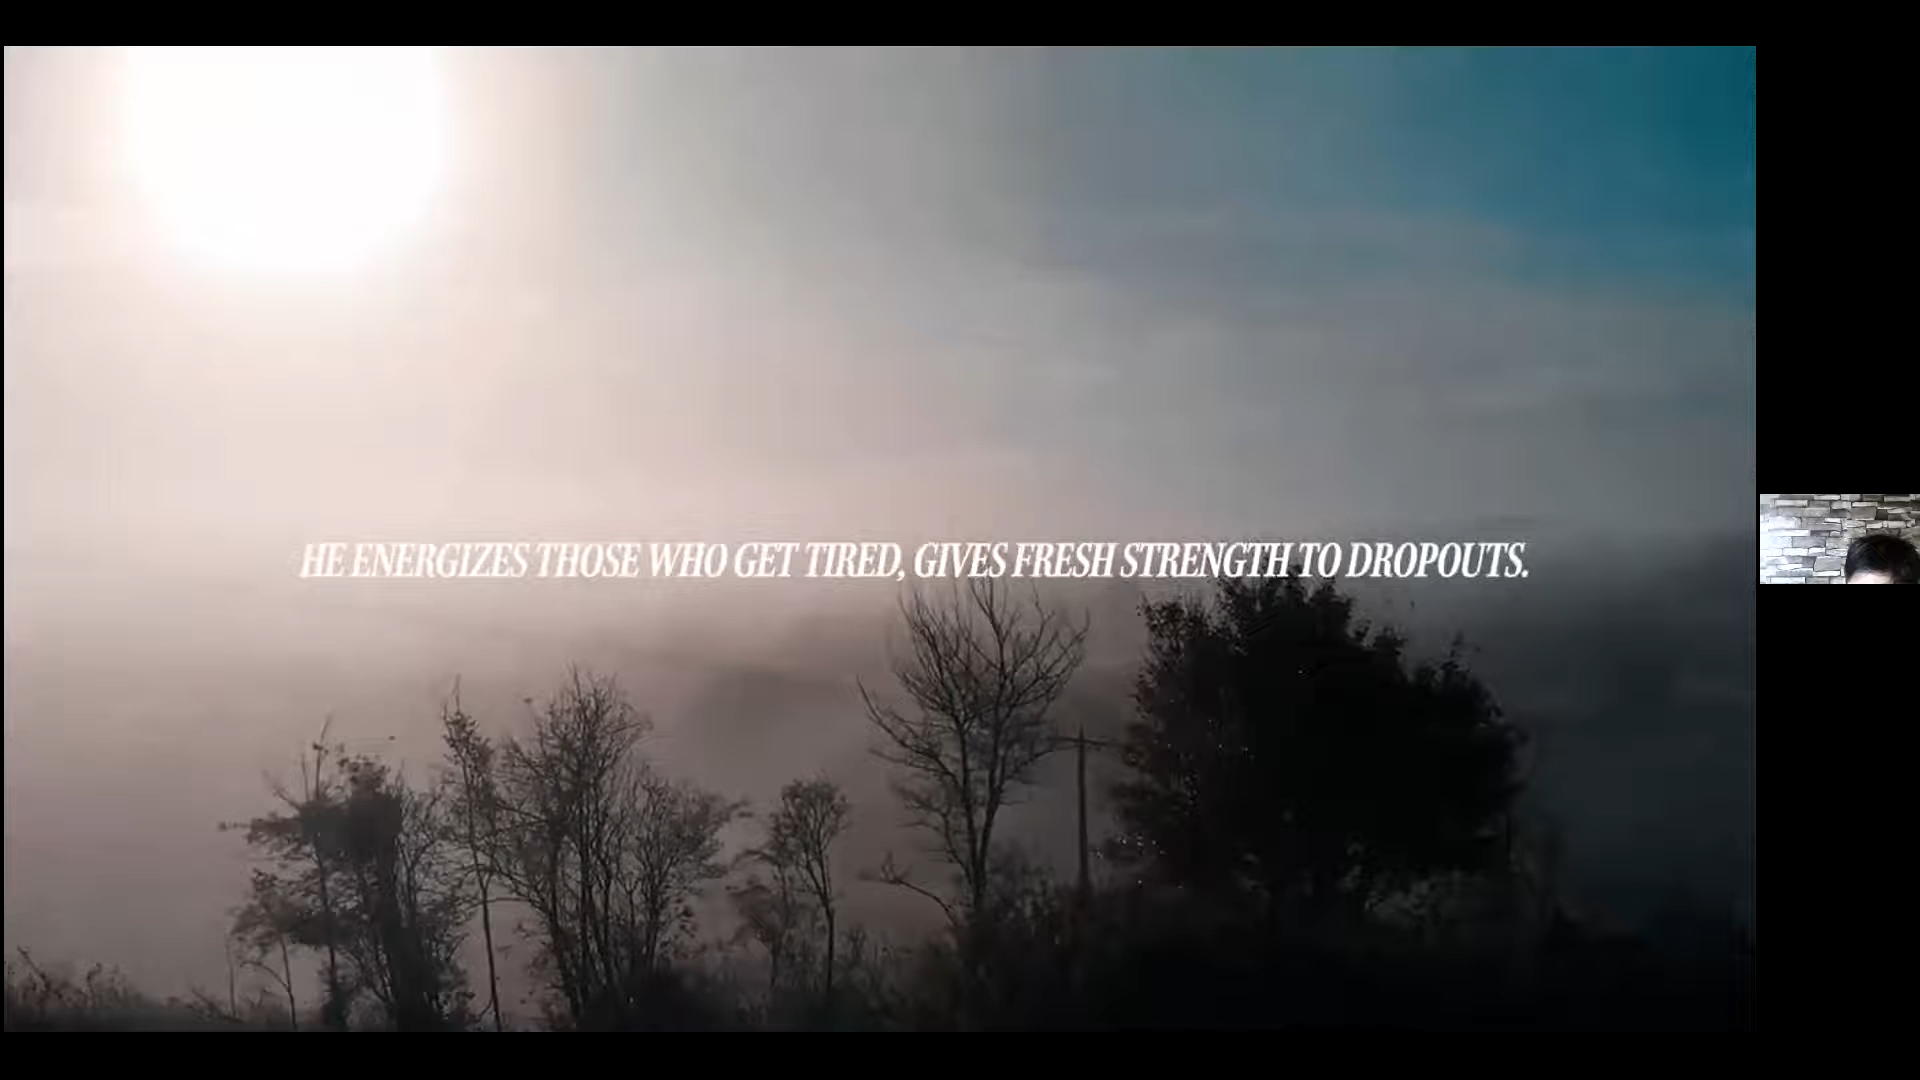 HE ENERGIZES THOSE WHO GET TIRED, GIVES FRESH STRENGTH TO DROPOUTS.